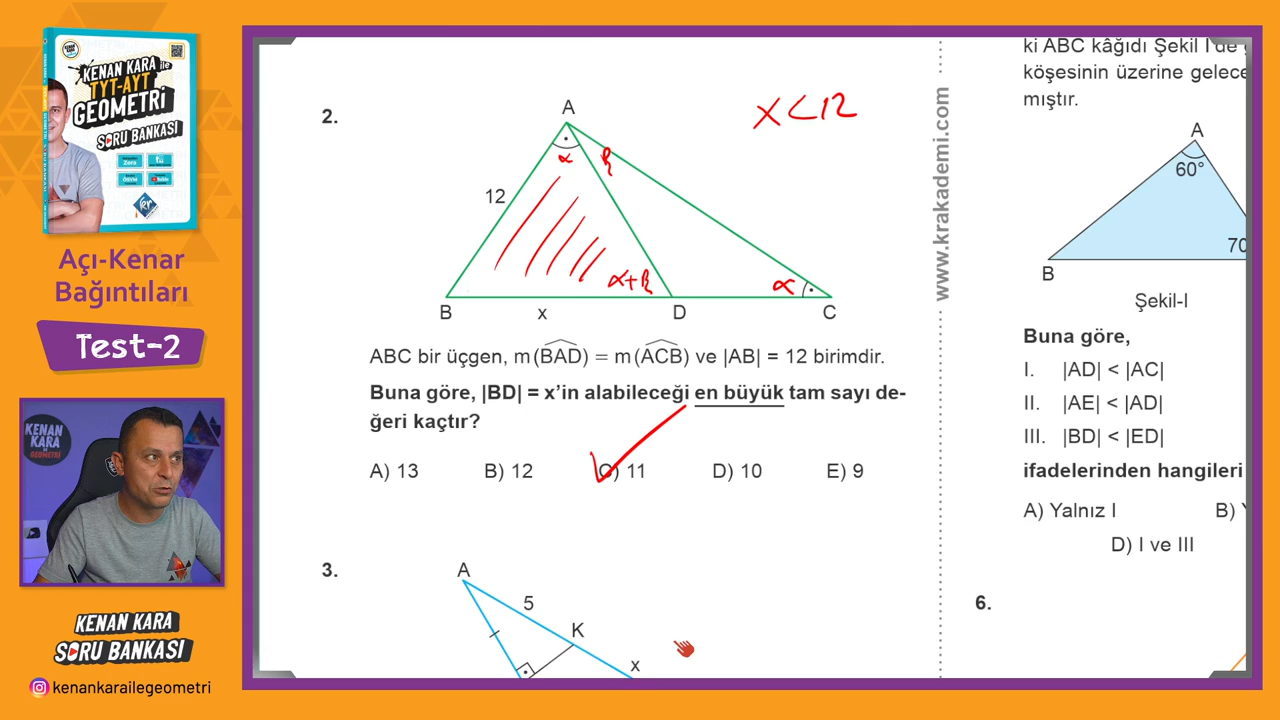 KENAN KARA ile
TYT-AYT
GEOMETRİ
SORU BANKASI
Açı-Kenar
Bağıntıları
Test-2
KENAN KARA
GEOMETRİ
KENAN KARA
SORU BANKASI
kenankarailegeometri
2.
A
x<12
α
12
α
B
x
D
C
ABC bir üçgen, m(BAD) = m(ACB) ve |AB| = 12 birimdir.
Buna göre, |BD| = x’in alabileceği en büyük tam sayı de-
ğeri kaçtır?
A) 13 B) 12 C) 11 D) 10 E) 9
3.
A
5
K
x
www.krakademi.com
ki ABC kâğıdı Şekil I'de
köşesinin üzerine gelece
mıştır.
A
60°
70
B
Şekil-I
Buna göre,
I. |AD| < |AC|
II. |AE| < |AD|
III. |BD| < |ED|
ifadelerinden hangileri
A) Yalnız I B)
D) I ve III
6.